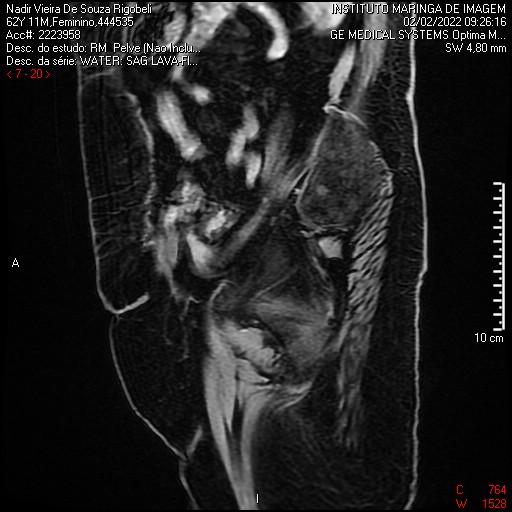 Nadir Vieira De Souza Rigobeli
62Y 11M,Feminino,444535
Acc#: 2223958
Desc. do estudo: RM_Pelve (Nao Inclu...
Desc. da série: WATER: SAG LAVA-Fl...
< 7 - 20 >
INSTITUTO MARINGA DE IMAGEM
02/02/2022 09:26:16
GE MEDICAL SYSTEMS Optima M...
SW 4,80 mm
A
10 cm
I
C 764
W 1528